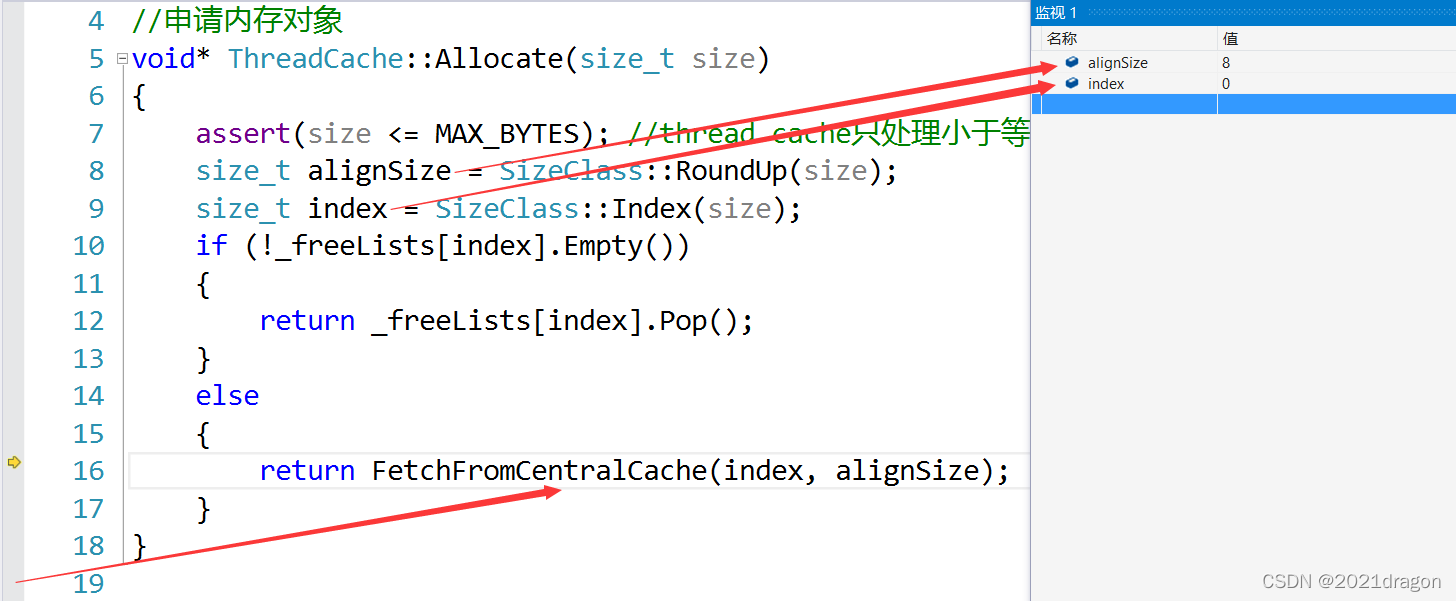 4 //申请内存对象
5 void* ThreadCache::Allocate(size_t size)
6 {
7 assert(size <= MAX_BYTES); //thread cache只处理小于等
8 size_t alignSize = SizeClass::RoundUp(size);
9 size_t index = SizeClass::Index(size);
10 if (!_freeLists[index].Empty())
11 {
12 return _freeLists[index].Pop();
13 }
14 else
15 {
16 return FetchFromCentralCache(index, alignSize);
17 }
18 }
19
监视 1
名称 值
alignSize 8
index 0
CSDN @2021dragon